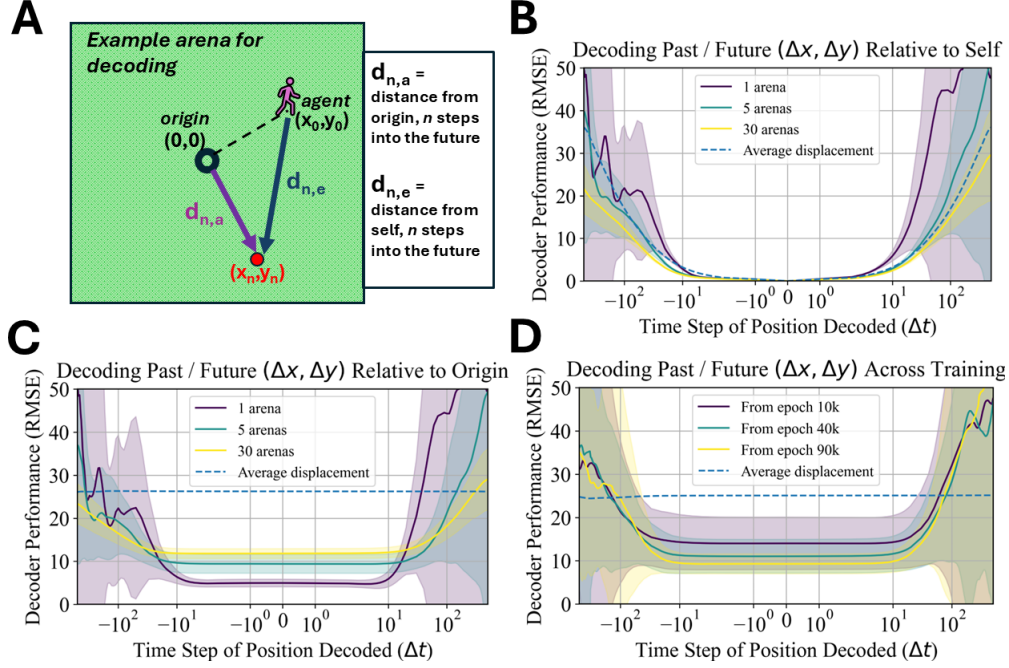 A
Example arena for
decoding
origin
(0,0)
agent
(x₀,y₀)
dₙ,ₑ
dₙ,ₐ
(xₙ,yₙ)
dₙ,ₐ =
distance from
origin, n steps
into the future
dₙ,ₑ =
distance from
self, n steps
into the future
B
Decoding Past / Future (Δx, Δy) Relative to Self
Decoder Performance (RMSE)
50
40
30
20
10
0
1 arena
5 arenas
30 arenas
Average displacement
−10² −10¹ −10⁰ 0 10⁰ 10¹ 10²
Time Step of Position Decoded (Δt)
C
Decoding Past / Future (Δx, Δy) Relative to Origin
Decoder Performance (RMSE)
50
40
30
20
10
0
1 arena
5 arenas
30 arenas
Average displacement
−10² −10¹ −10⁰ 0 10⁰ 10¹ 10²
Time Step of Position Decoded (Δt)
D
Decoding Past / Future (Δx, Δy) Across Training
Decoder Performance (RMSE)
50
40
30
20
10
0
From epoch 10k
From epoch 40k
From epoch 90k
Average displacement
−10² −10¹ −10⁰ 0 10⁰ 10¹ 10²
Time Step of Position Decoded (Δt)